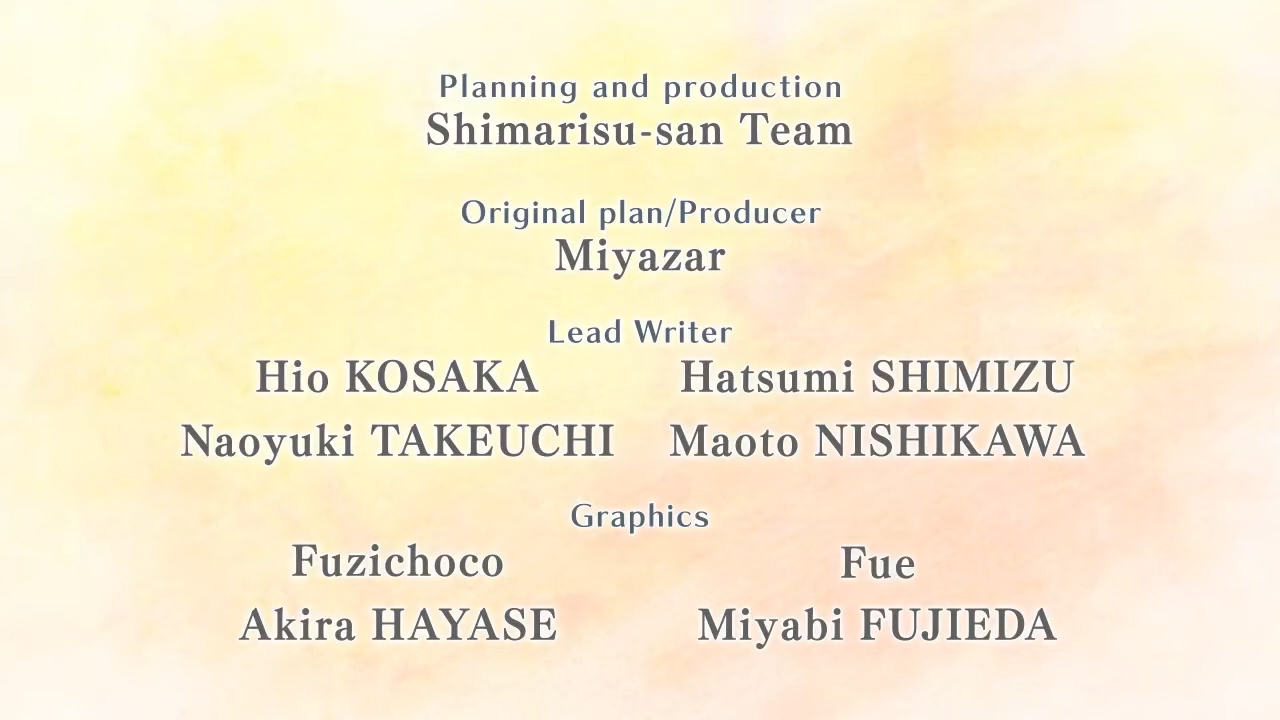 Planning and production
Shimarisu-san Team
Original plan/Producer
Miyazar
Lead Writer
Hio KOSAKA Hatsumi SHIMIZU
Naoyuki TAKEUCHI Maoto NISHIKAWA
Graphics
Fuzichoco Fue
Akira HAYASE Miyabi FUJIEDA